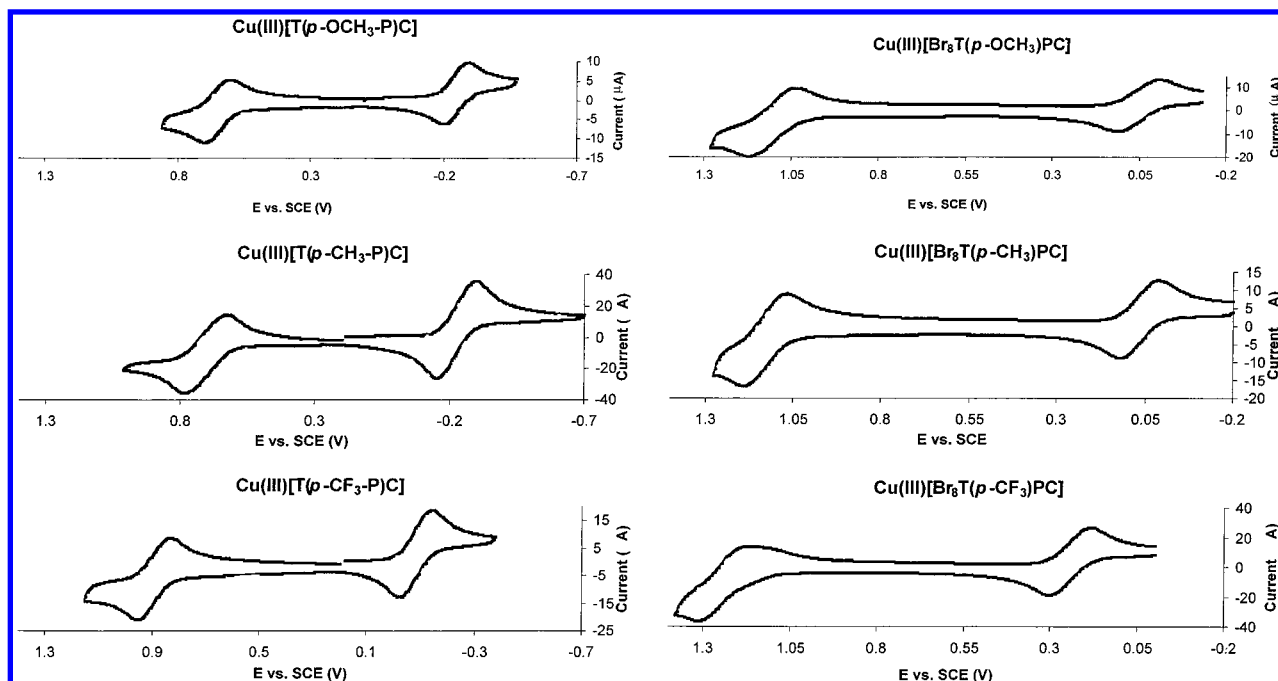 Cu(III)[T(p-OCH₃-P)C]
10
5
0
-5
-10
-15
Current ( μA)
1.3 0.8 0.3 -0.2 -0.7
E vs. SCE (V)
Cu(III)[Br₈T(p-OCH₃)PC]
10
0
-10
-20
Current ( μA)
1.3 1.05 0.8 0.55 0.3 0.05
E vs. SCE (V)
Cu(III)[T(p-CH₃-P)C]
40
20
0
-20
-40
Current ( A)
1.3 0.8 0.3 -0.2 -0.7
E vs. SCE (V)
Cu(III)[Br₈T(p-CH₃)PC]
15
10
5
0
-5
-10
-15
-20
Current ( A)
1.3 1.05 0.8 0.55 0.3 0.05 -0.2
E vs. SCE
Cu(III)[T(p-CF₃-P)C]
15
5
-5
-15
-25
Current ( A)
1.3 0.9 0.5 0.1 -0.3 -0.7
E vs. SCE (V)
Cu(III)[Br₈T(p-CF₃)PC]
40
20
0
-20
-40
Current ( A)
1.3 1.05 0.8 0.55 0.3 0.05 -0.2
E vs. SCE (V)